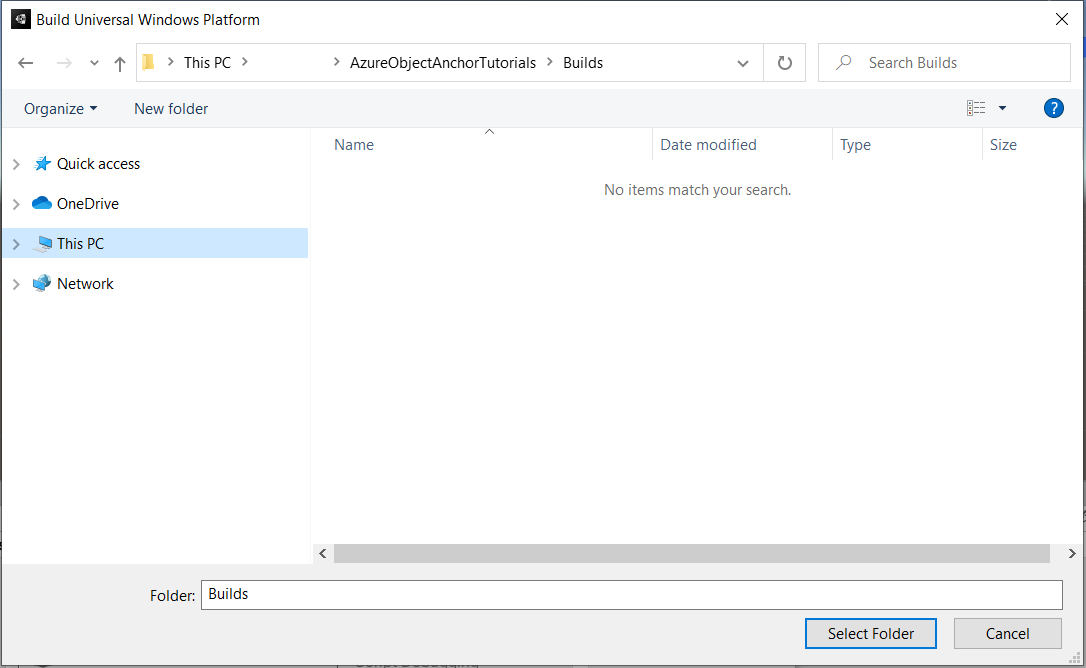 Build Universal Windows Platform
This PC AzureObjectAnchorTutorials Builds Search Builds
Organize New folder ?
Name Date modified Type Size
No items match your search.
Quick access
OneDrive
This PC
Network
Folder: Builds
Select Folder Cancel